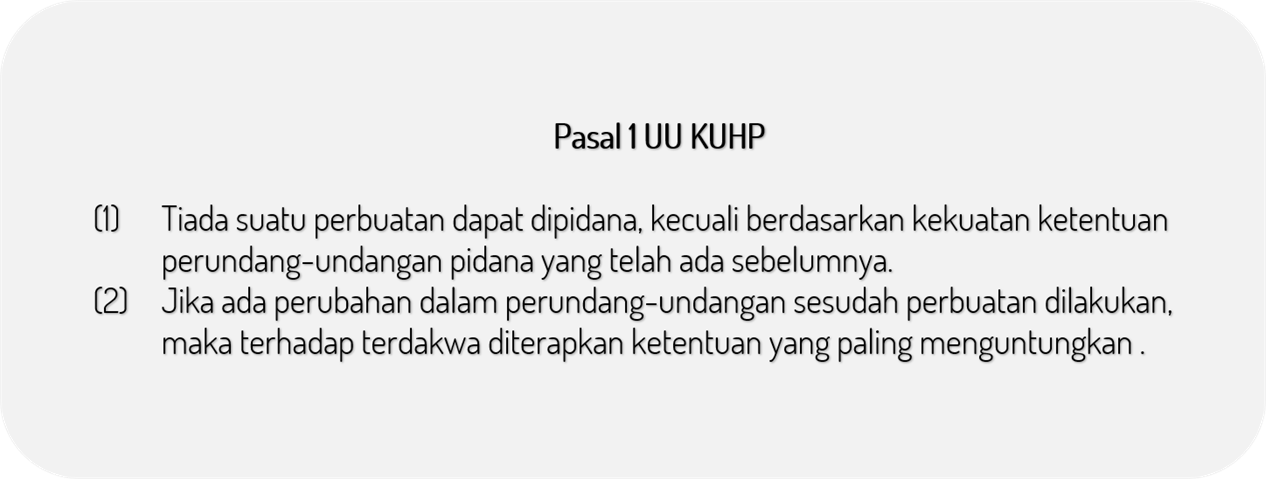 Pasal 1 UU KUHP
(1) Tiada suatu perbuatan dapat dipidana, kecuali berdasarkan kekuatan ketentuan
perundang-undangan pidana yang telah ada sebelumnya.
(2) Jika ada perubahan dalam perundang-undangan sesudah perbuatan dilakukan,
maka terhadap terdakwa diterapkan ketentuan yang paling menguntungkan .